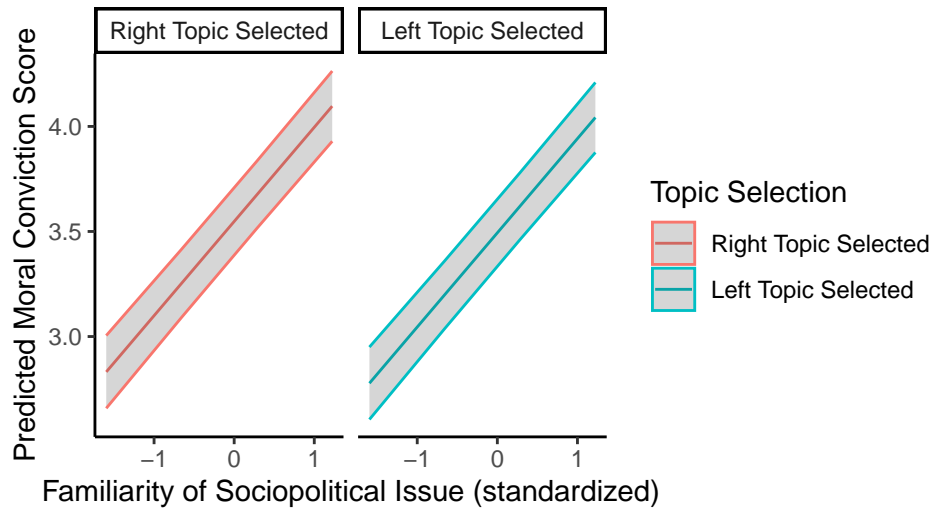 Right Topic Selected
Left Topic Selected
Predicted Moral Conviction Score
4.0
3.5
3.0
−1
0
1
−1
0
1
Familiarity of Sociopolitical Issue (standardized)
Topic Selection
Right Topic Selected
Left Topic Selected